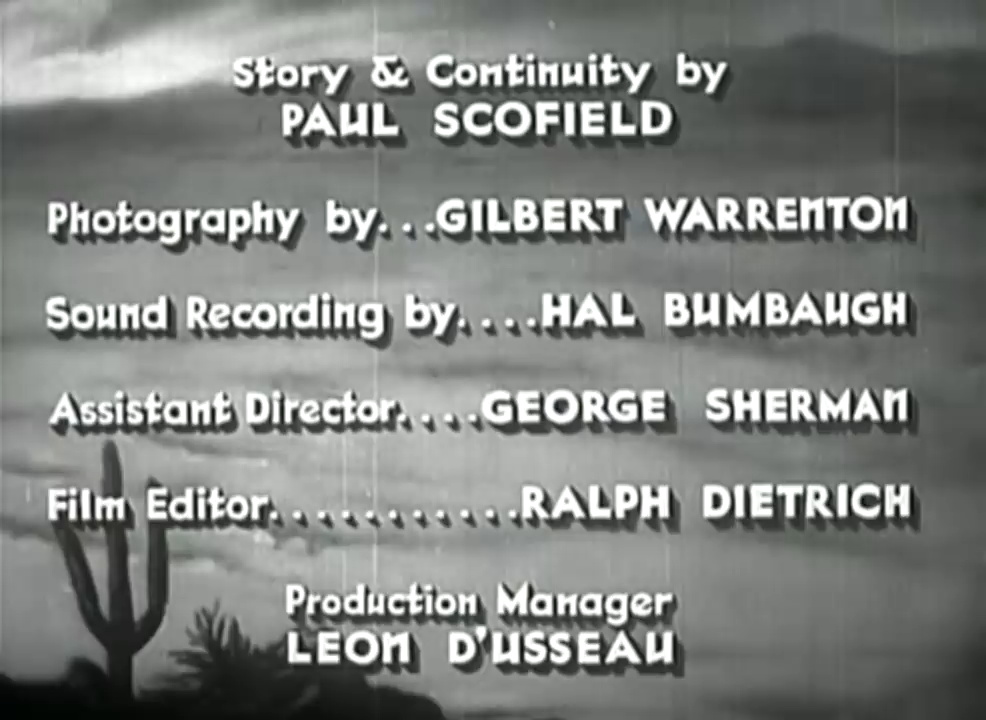 Story & Continuity by
PAUL SCOFIELD
Photography by...GILBERT WARRENTON
Sound Recording by....HAL BUMBAUGH
Assistant Director....GEORGE SHERMAN
Film Editor...........RALPH DIETRICH
Production Manager
LEON D'USSEAU